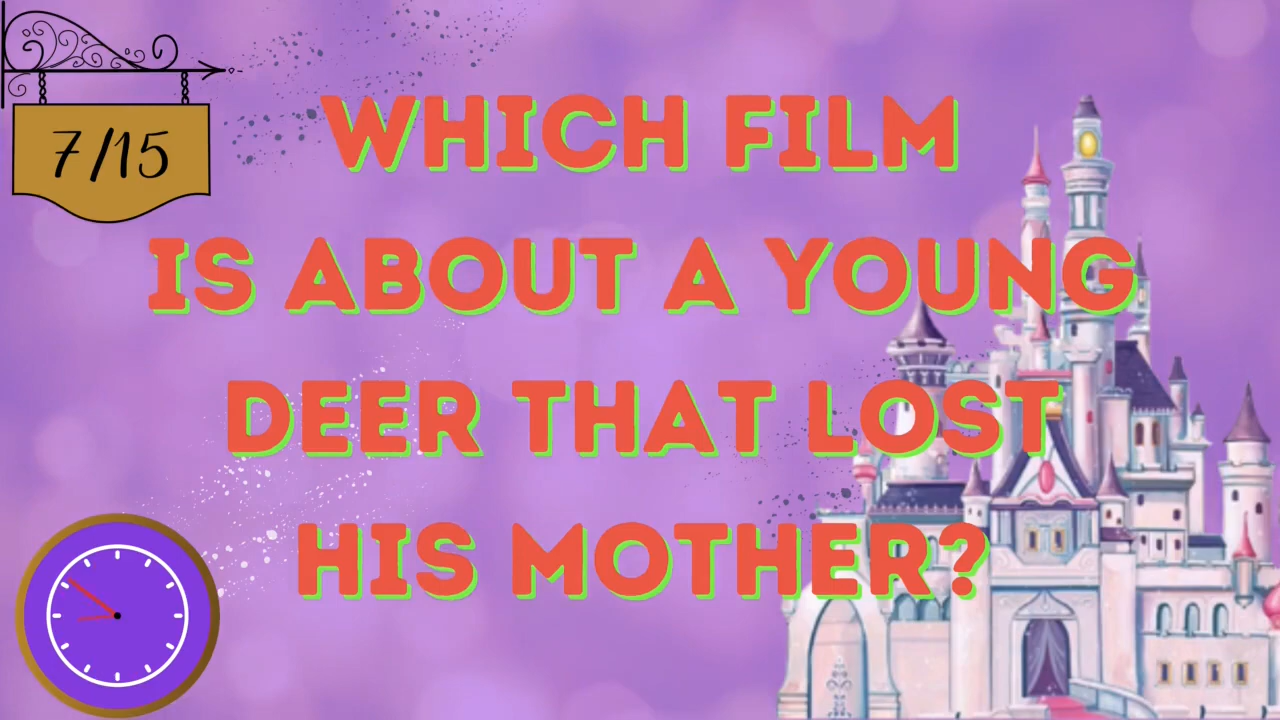 7/15
WHICH FILM
IS ABOUT A YOUNG
DEER THAT LOST
HIS MOTHER?